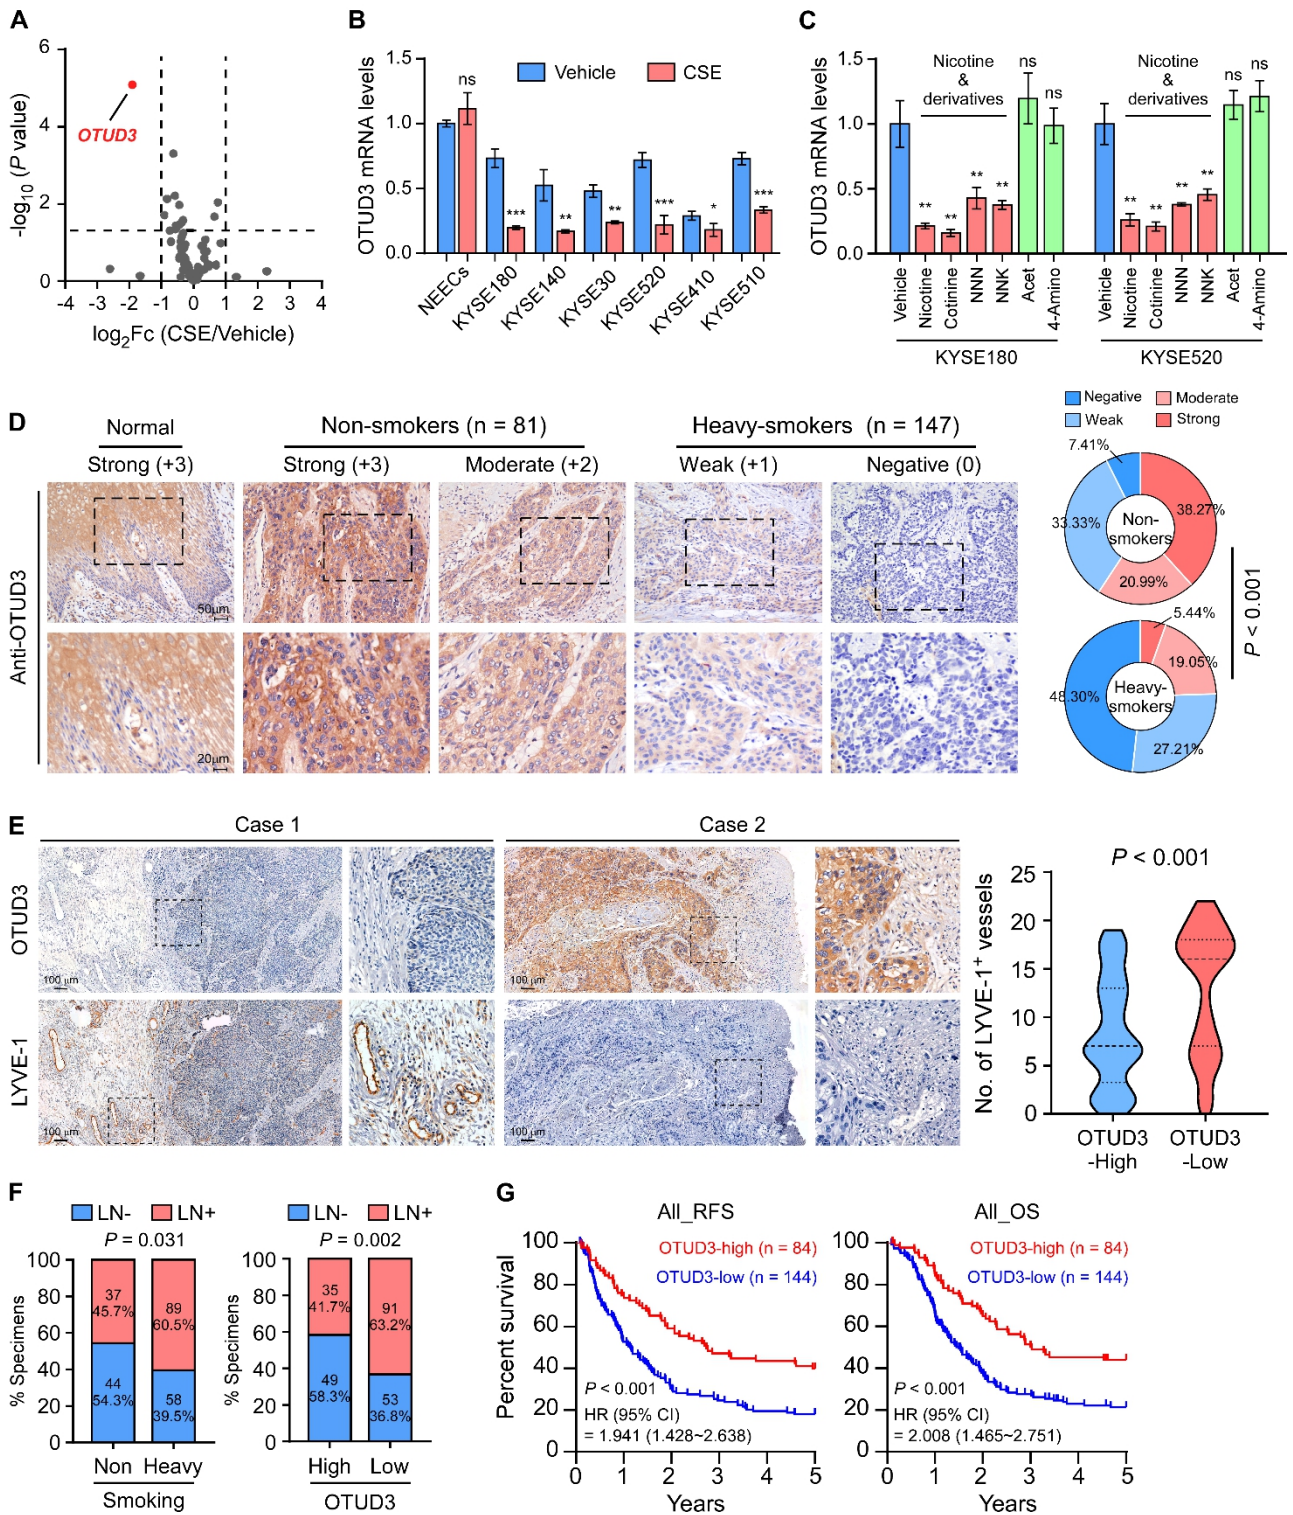 A
6
4
2
0
-log10 (P value)
OTUD3
-4 -3 -2 -1 0 1 2 3 4
log2Fc (CSE/Vehicle)
B
Vehicle
CSE
OTUD3 mRNA levels
1.5
1.0
0.5
0.0
ns
***
**
**
***
*
***
NEECs
KYSE180
KYSE140
KYSE30
KYSE520
KYSE410
KYSE510
C
OTUD3 mRNA levels
1.5
1.0
0.5
0.0
Nicotine
&
derivatives
** ** ** ** ns ns
Nicotine
&
derivatives
** ** ** ** ns ns
Vehicle
Nicotine
Cotinine
NNN
NNK
Acet
4-Amino
KYSE180
Vehicle
Nicotine
Cotinine
NNN
NNK
Acet
4-Amino
KYSE520
D
Normal
Non-smokers (n = 81)
Heavy-smokers (n = 147)
Strong (+3)
Strong (+3)
Moderate (+2)
Weak (+1)
Negative (0)
Anti-OTUD3
50μm
20μm
Negative
Moderate
Weak
Strong
7.41%
38.27%
33.33%
20.99%
Non-
smokers
5.44%
19.05%
48.30%
27.21%
Heavy-
smokers
P < 0.001
E
Case 1
Case 2
OTUD3
LYVE-1
100 μm
100 μm
100 μm
100 μm
P < 0.001
No. of LYVE-1+ vessels
25
20
15
10
5
0
OTUD3
-High
OTUD3
-Low
F
LN-
LN+
P = 0.031
% Specimens
100
80
60
40
20
0
37
45.7%
44
54.3%
89
60.5%
58
39.5%
Non
Heavy
Smoking
LN-
LN+
P = 0.002
% Specimens
100
80
60
40
20
0
35
41.7%
49
58.3%
91
63.2%
53
36.8%
High
Low
OTUD3
G
All_RFS
OTUD3-high (n = 84)
OTUD3-low (n = 144)
Percent survival
100
80
60
40
20
0
P < 0.001
HR (95% CI)
= 1.941 (1.428~2.638)
0 1 2 3 4 5
Years
All_OS
OTUD3-high (n = 84)
OTUD3-low (n = 144)
100
80
60
40
20
0
P < 0.001
HR (95% CI)
= 2.008 (1.465~2.751)
0 1 2 3 4 5
Years